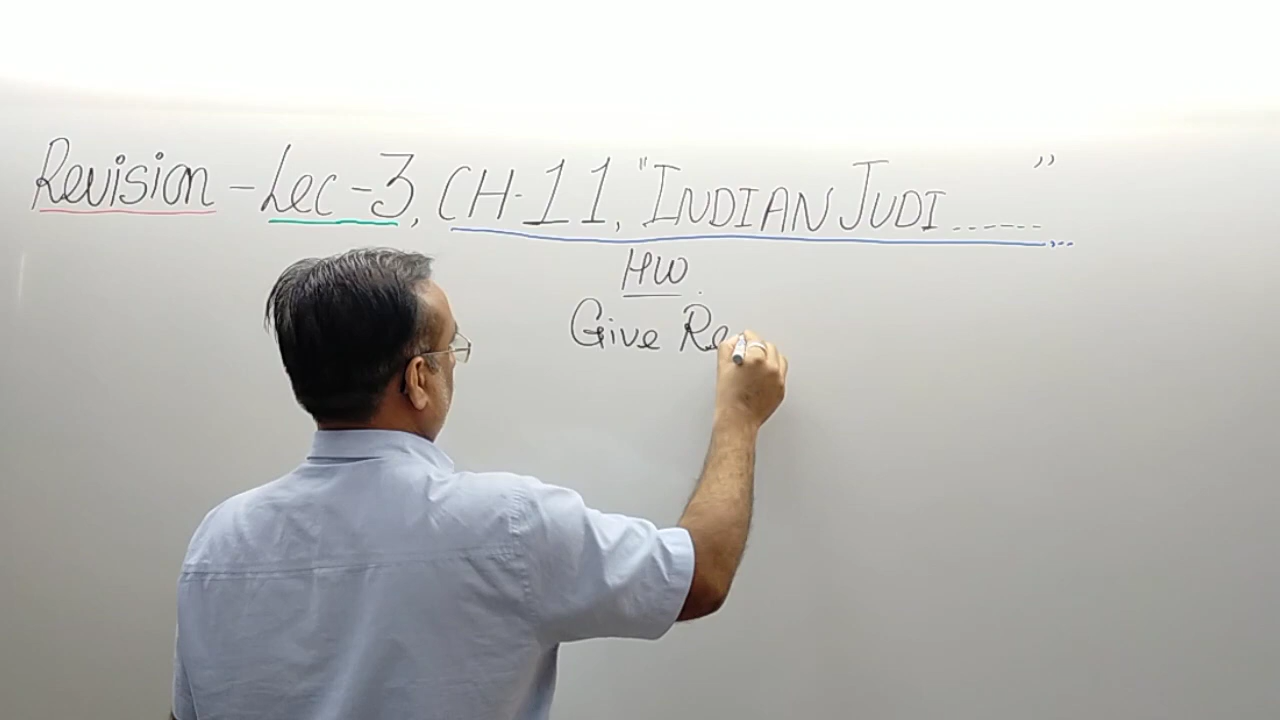 Revision - Lec - 3, CH-11, "INDIAN JUDI ......"
HW
Give Re